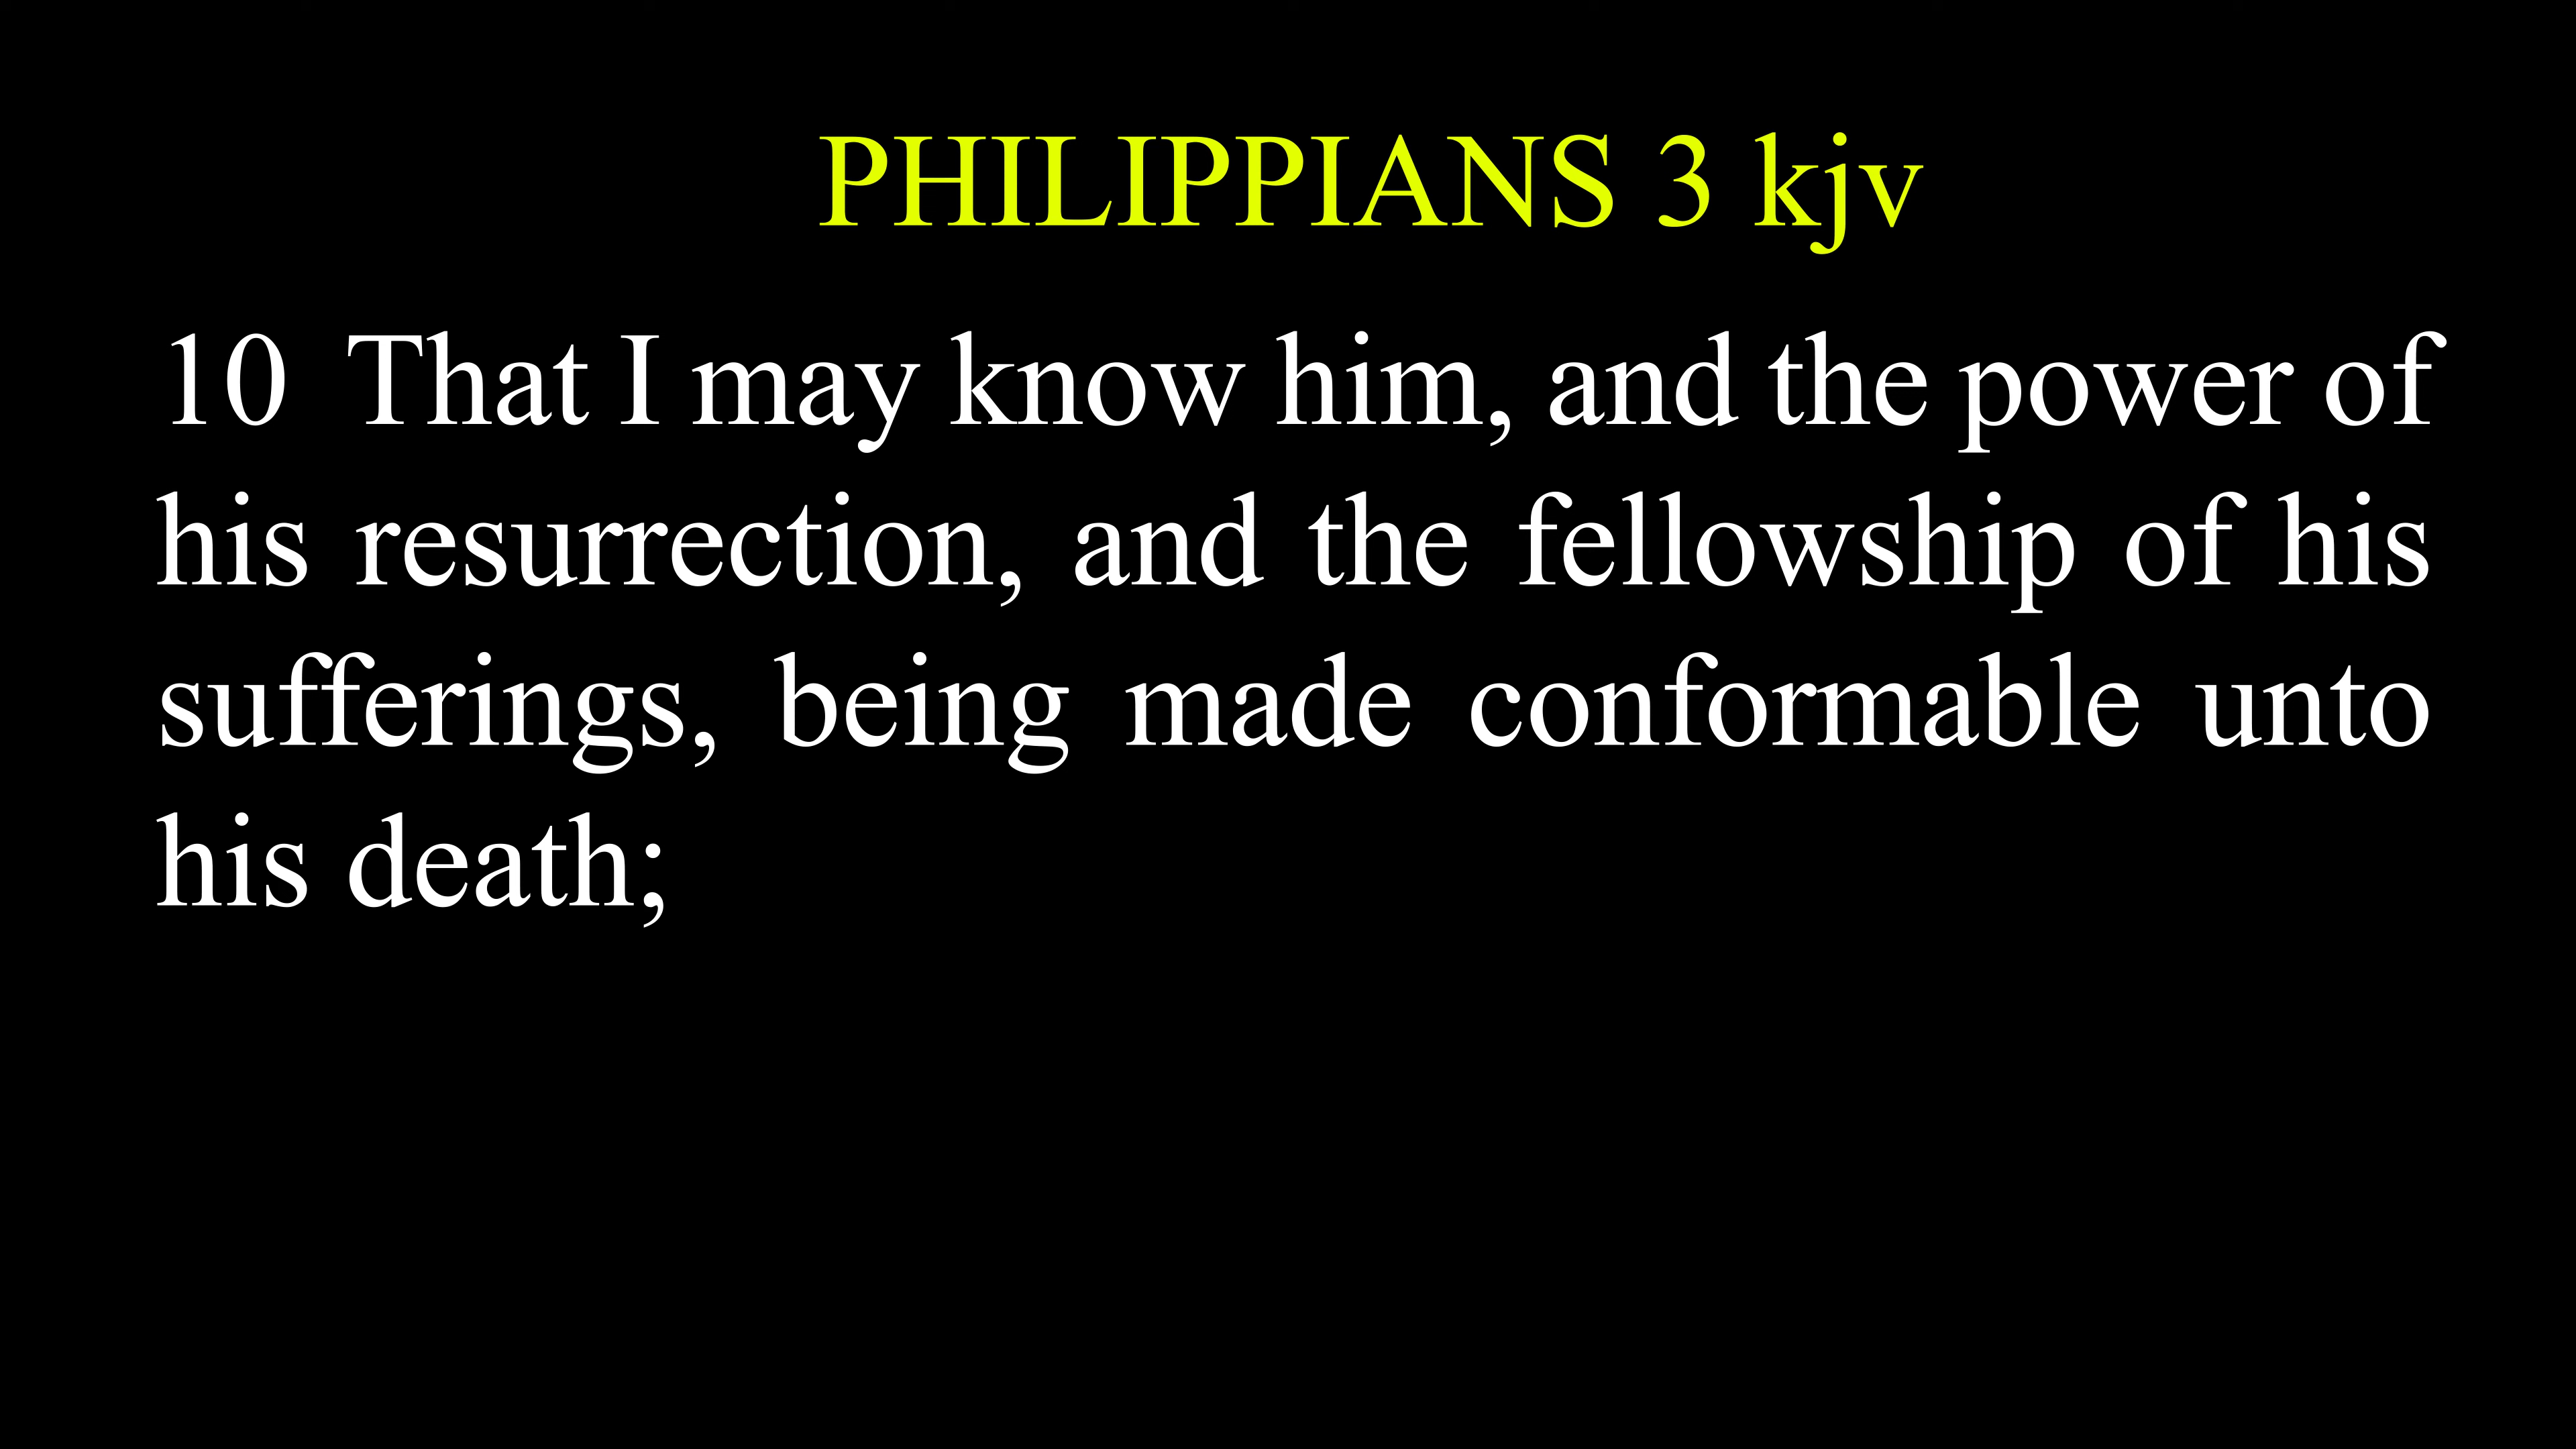 PHILIPPIANS 3 kjv
10 That I may know him, and the power of
his resurrection, and the fellowship of his
sufferings, being made conformable unto
his death;